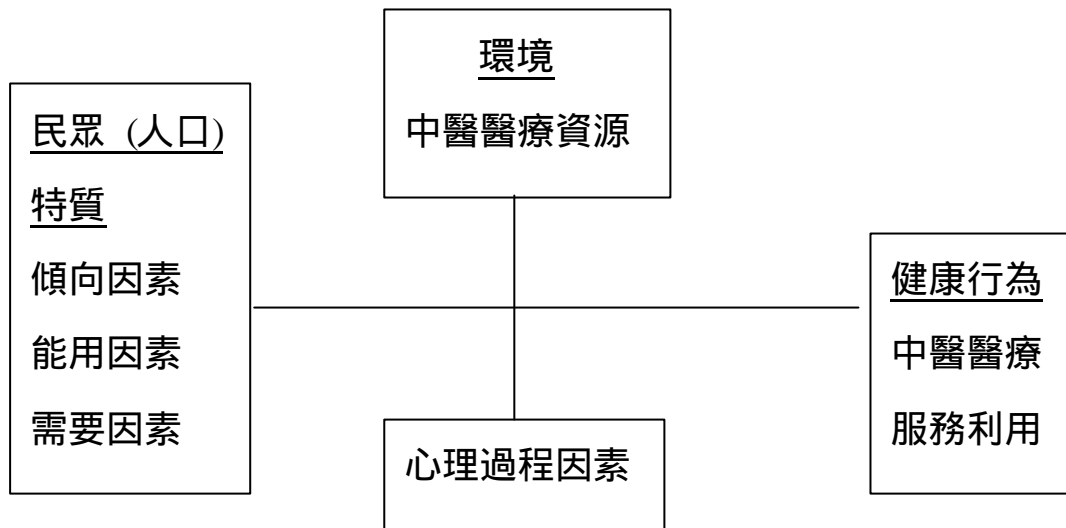 環境
中醫醫療資源
民眾 (人口)
特質
傾向因素
能用因素
需要因素
健康行為
中醫醫療
服務利用
心理過程因素